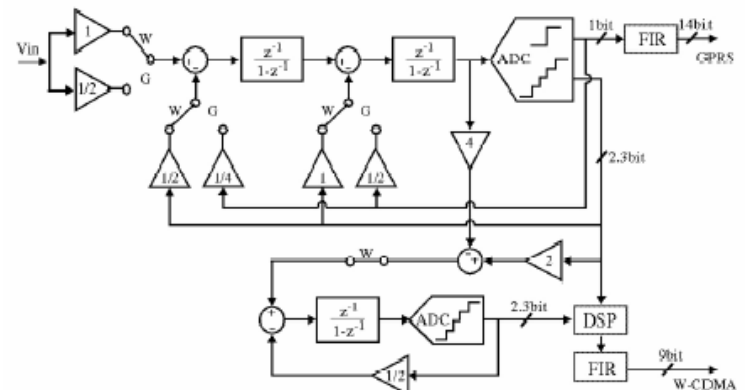 Vin
1
W
G
1/2
z⁻¹
1-z⁻¹
z⁻¹
1-z⁻¹
ADC
1bit
FIR
14bit
GPRS
W
G
W
G
1/2
1/4
1
1/2
4
2.3bit
W
2
z⁻¹
1-z⁻¹
ADC
2.3bit
DSP
1/2
FIR
9bit
W-CDMA